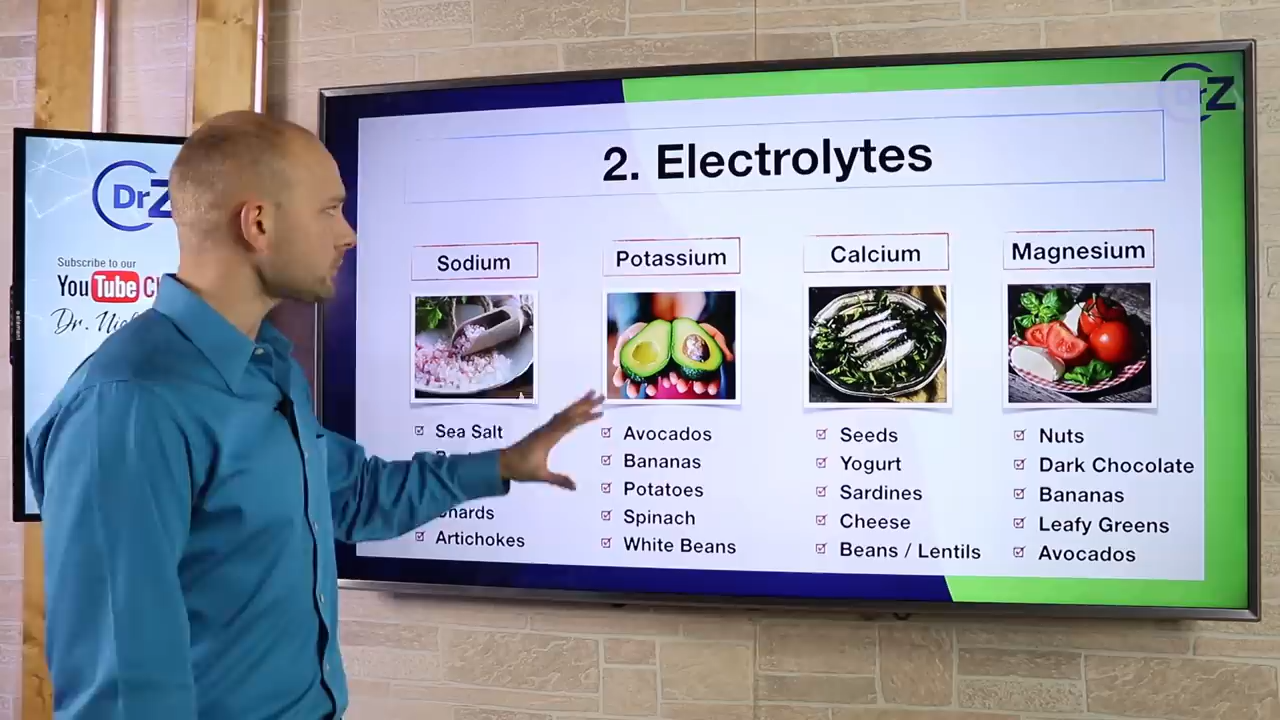 DrZ
Subscribe to our
YouTube
Dr.
2. Electrolytes
Sodium
Sea Salt
Artichokes
Potassium
Avocados
Bananas
Potatoes
Spinach
White Beans
Calcium
Seeds
Yogurt
Sardines
Cheese
Beans / Lentils
Magnesium
Nuts
Dark Chocolate
Bananas
Leafy Greens
Avocados